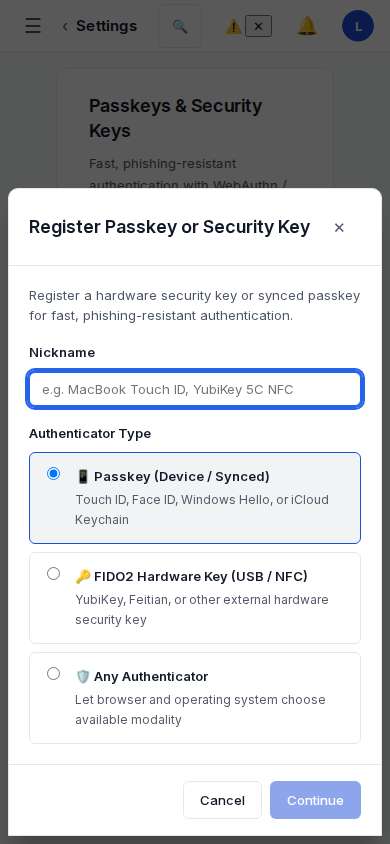 ☰ ‹ Settings 🔍 ⚠️ ✕ 🔔 L
Passkeys & Security
Keys
Fast, phishing-resistant
authentication with WebAuthn /
Register Passkey or Security Key ✕
Register a hardware security key or synced passkey
for fast, phishing-resistant authentication.
Nickname
e.g. MacBook Touch ID, YubiKey 5C NFC
Authenticator Type
📱 Passkey (Device / Synced)
Touch ID, Face ID, Windows Hello, or iCloud
Keychain
🔑 FIDO2 Hardware Key (USB / NFC)
YubiKey, Feitian, or other external hardware
security key
🛡️ Any Authenticator
Let browser and operating system choose
available modality
Cancel Continue